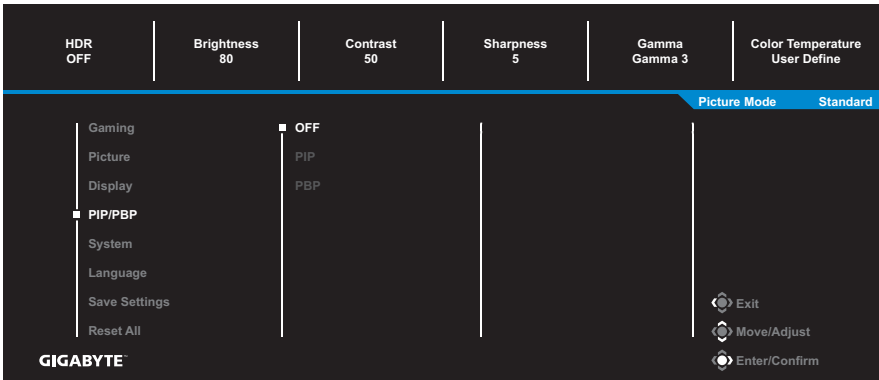 HDR
OFF
Brightness
80
Contrast
50
Sharpness
5
Gamma
Gamma 3
Color Temperature
User Define
Picture Mode Standard
Gaming
Picture
Display
PIP/PBP
System
Language
Save Settings
Reset All
OFF
PIP
PBP
Exit
Move/Adjust
Enter/Confirm
GIGABYTE™